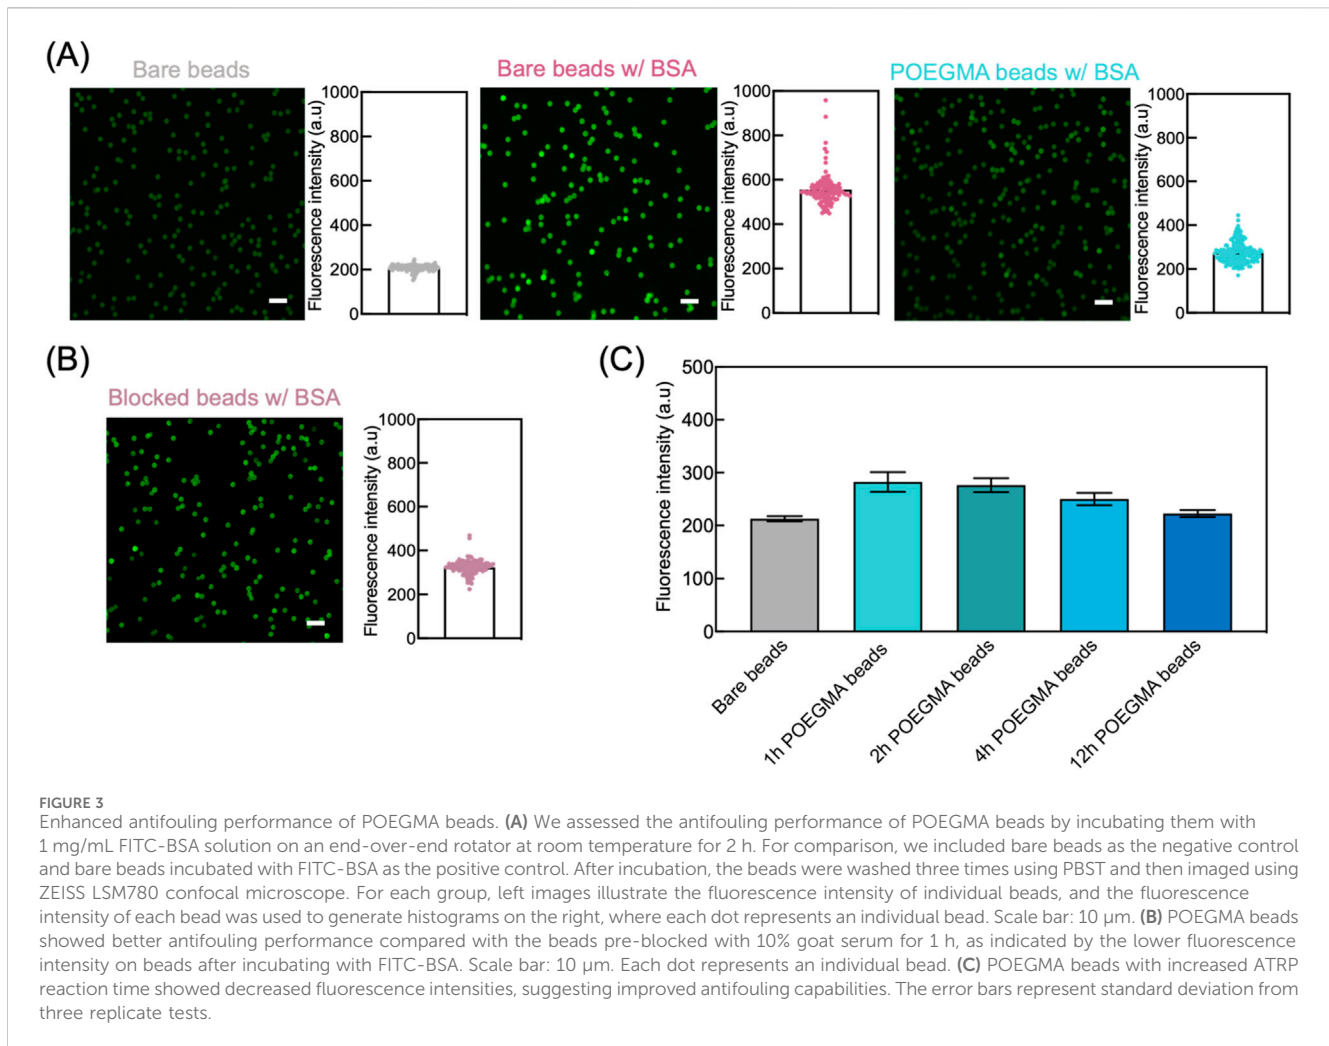 (A)
Bare beads
Fluorescence intensity (a.u)
1000
800
600
400
200
0
Bare beads w/ BSA
Fluorescence intensity (a.u)
1000
800
600
400
200
0
POEGMA beads w/ BSA
Fluorescence intensity (a.u)
1000
800
600
400
200
0
(B)
Blocked beads w/ BSA
Fluorescence intensity (a.u)
1000
800
600
400
200
0
(C)
Fluorescence intensity (a.u)
500
400
300
200
100
0
Bare beads
1h POEGMA beads
2h POEGMA beads
4h POEGMA beads
12h POEGMA beads
FIGURE 3
Enhanced antifouling performance of POEGMA beads. (A) We assessed the antifouling performance of POEGMA beads by incubating them with
1 mg/mL FITC-BSA solution on an end-over-end rotator at room temperature for 2 h. For comparison, we included bare beads as the negative control
and bare beads incubated with FITC-BSA as the positive control. After incubation, the beads were washed three times using PBST and then imaged using
ZEISS LSM780 confocal microscope. For each group, left images illustrate the fluorescence intensity of individual beads, and the fluorescence
intensity of each bead was used to generate histograms on the right, where each dot represents an individual bead. Scale bar: 10 µm. (B) POEGMA beads
showed better antifouling performance compared with the beads pre-blocked with 10% goat serum for 1 h, as indicated by the lower fluorescence
intensity on beads after incubating with FITC-BSA. Scale bar: 10 µm. Each dot represents an individual bead. (C) POEGMA beads with increased ATRP
reaction time showed decreased fluorescence intensities, suggesting improved antifouling capabilities. The error bars represent standard deviation from
three replicate tests.